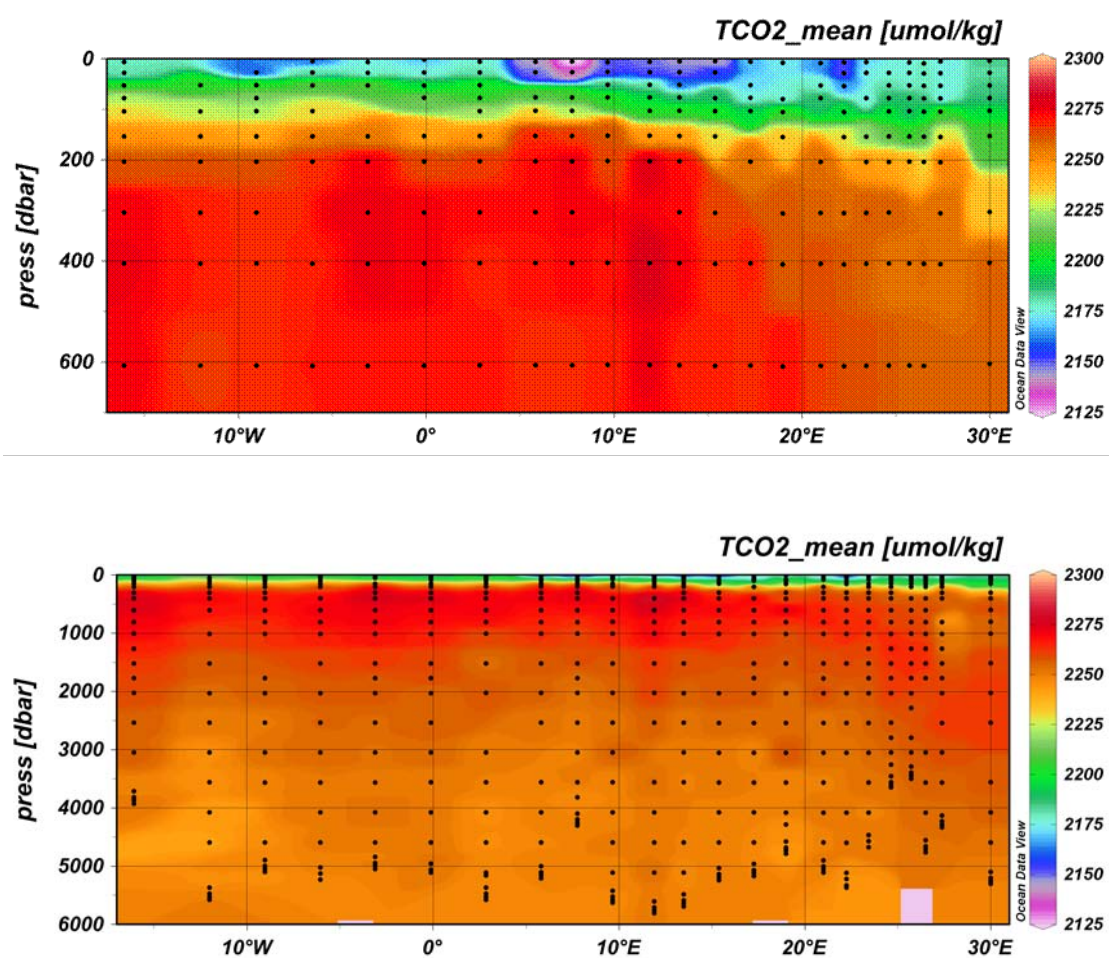 TCO2_mean [umol/kg]
0
200
400
600
press [dbar]
10°W
0°
10°E
20°E
30°E
Ocean Data View
2300
2275
2250
2225
2200
2175
2150
2125
TCO2_mean [umol/kg]
0
1000
2000
3000
4000
5000
6000
press [dbar]
10°W
0°
10°E
20°E
30°E
Ocean Data View
2300
2275
2250
2225
2200
2175
2150
2125